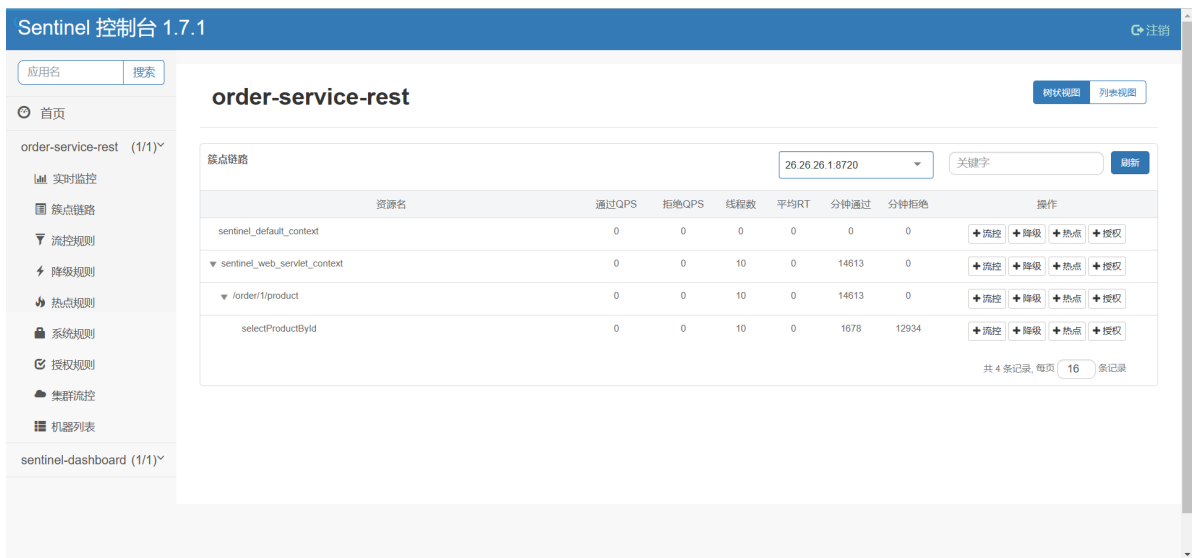 Sentinel 控制台 1.7.1
注销
应用名 搜索
首页
order-service-rest (1/1)
实时监控
簇点链路
流控规则
降级规则
热点规则
系统规则
授权规则
集群流控
机器列表
sentinel-dashboard (1/1)
order-service-rest
树状视图 列表视图
簇点链路 26.26.26.1:8720 关键字 刷新
资源名 通过QPS 拒绝QPS 线程数 平均RT 分钟通过 分钟拒绝 操作
sentinel_default_context 0 0 0 0 0 0 +流控 +降级 +热点 +授权
sentinel_web_servlet_context 0 0 10 0 14613 0 +流控 +降级 +热点 +授权
/order/1/product 0 0 10 0 14613 0 +流控 +降级 +热点 +授权
selectProductById 0 0 10 0 1678 12934 +流控 +降级 +热点 +授权
共 4 条记录, 每页 16 条记录